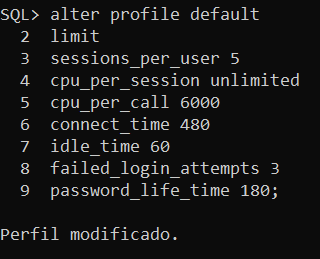 SQL> alter profile default
2 limit
3 sessions_per_user 5
4 cpu_per_session unlimited
5 cpu_per_call 6000
6 connect_time 480
7 idle_time 60
8 failed_login_attempts 3
9 password_life_time 180;
Perfil modificado.